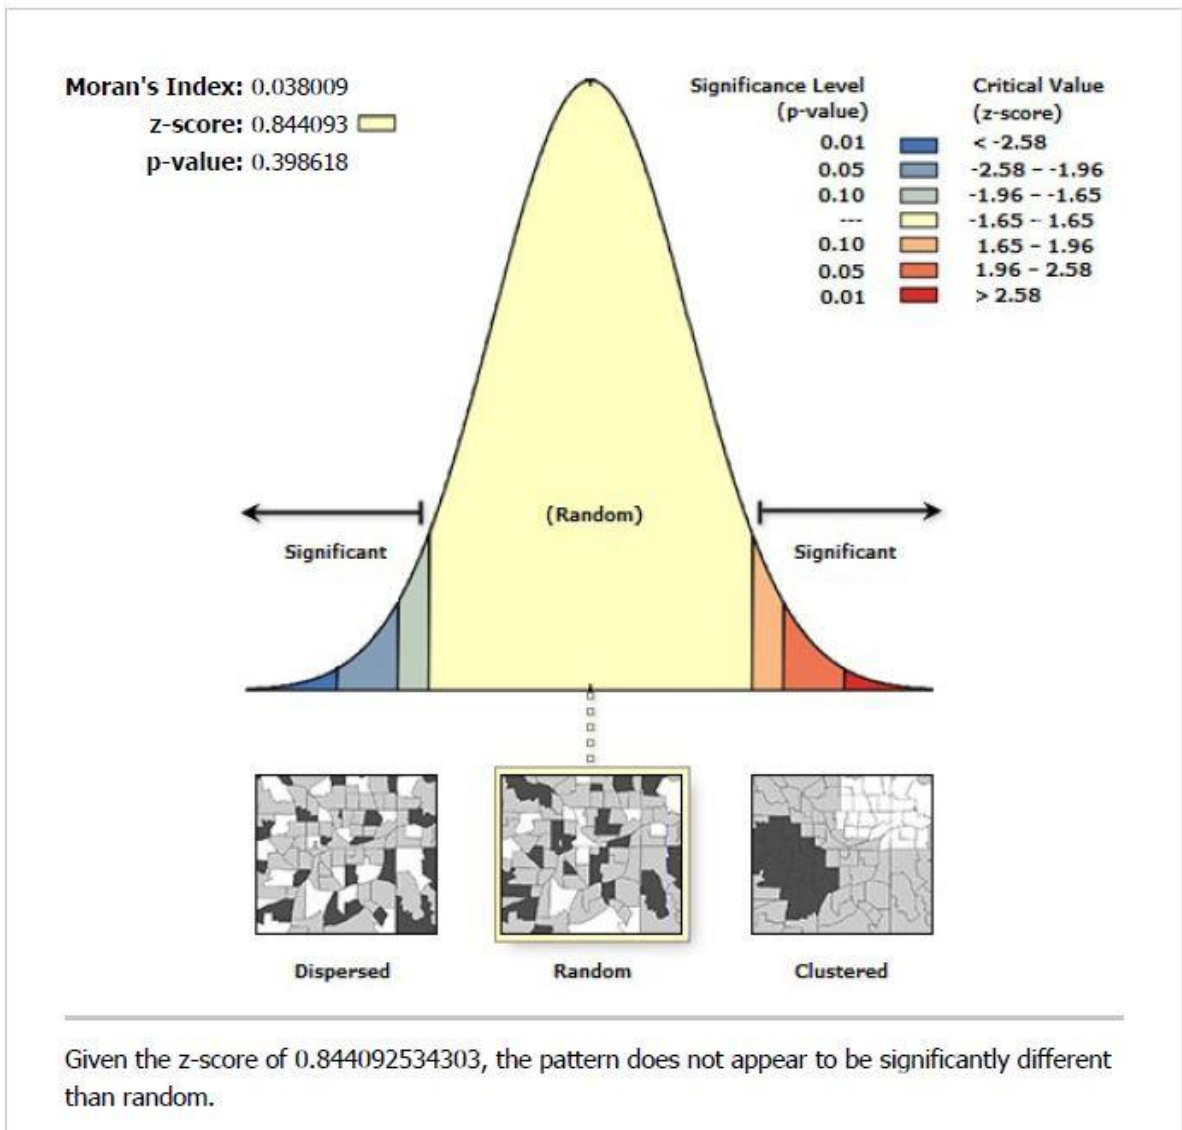 Moran's Index: 0.038009
z-score: 0.844093
p-value: 0.398618
Significance Level
(p-value)
Critical Value
(z-score)
0.01 < -2.58
0.05 -2.58 – -1.96
0.10 -1.96 – -1.65
--- -1.65 – 1.65
0.10 1.65 – 1.96
0.05 1.96 – 2.58
0.01 > 2.58
(Random)
Significant
Significant
Dispersed
Random
Clustered
Given the z-score of 0.844092534303, the pattern does not appear to be significantly different
than random.